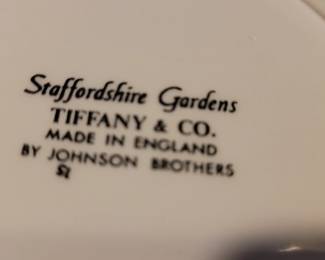 Staffordshire Gardens
TIFFANY & CO.
MADE IN ENGLAND
BY JOHNSON BROTHERS